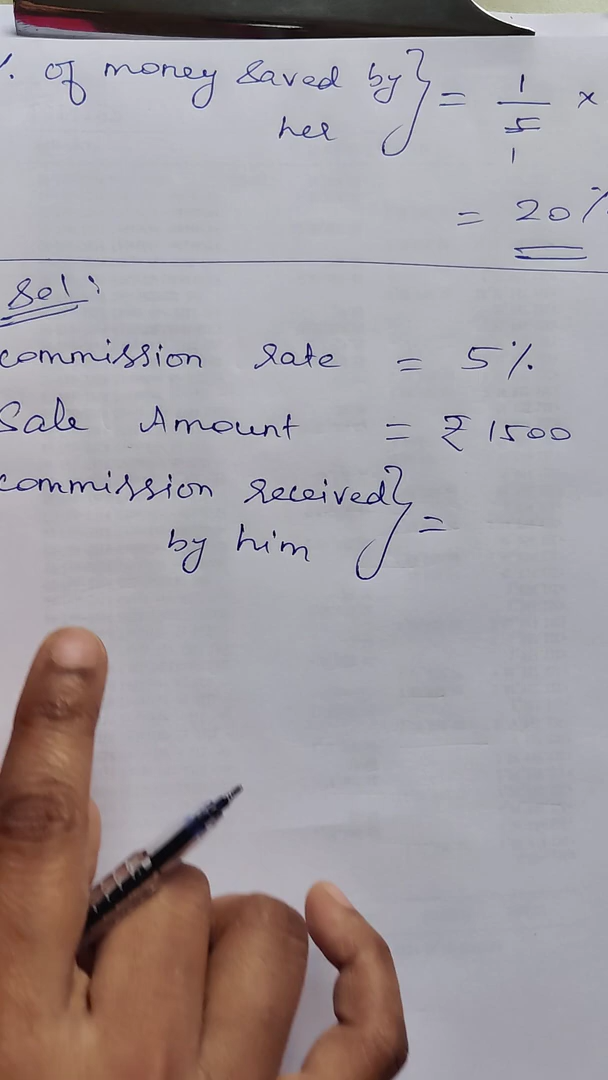 % of money saved by } = 1/5 ×
her
1
= 20%
Sol:
commission rate = 5%
Sale Amount = ₹ 1500
commission received } =
by him